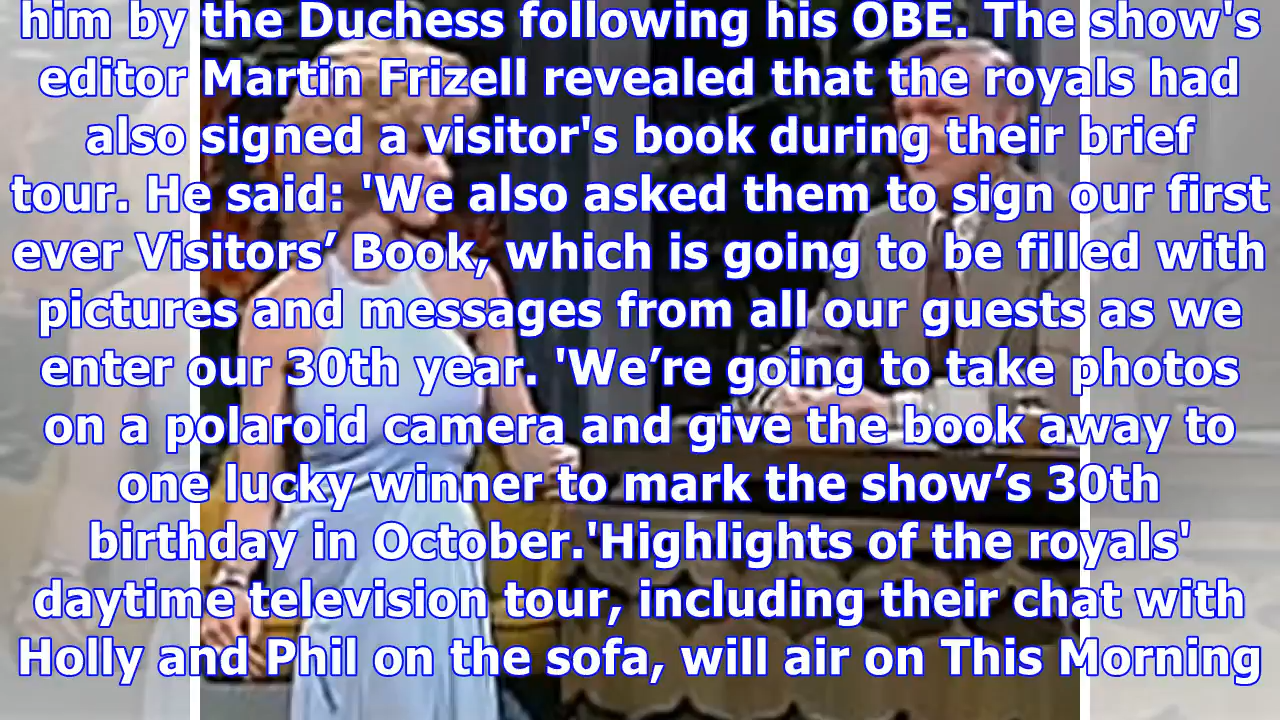 him by the Duchess following his OBE. The show's
editor Martin Frizell revealed that the royals had
also signed a visitor's book during their brief
tour. He said: 'We also asked them to sign our first
ever Visitors’ Book, which is going to be filled with
pictures and messages from all our guests as we
enter our 30th year. 'We’re going to take photos
on a polaroid camera and give the book away to
one lucky winner to mark the show’s 30th
birthday in October.'Highlights of the royals'
daytime television tour, including their chat with
Holly and Phil on the sofa, will air on This Morning